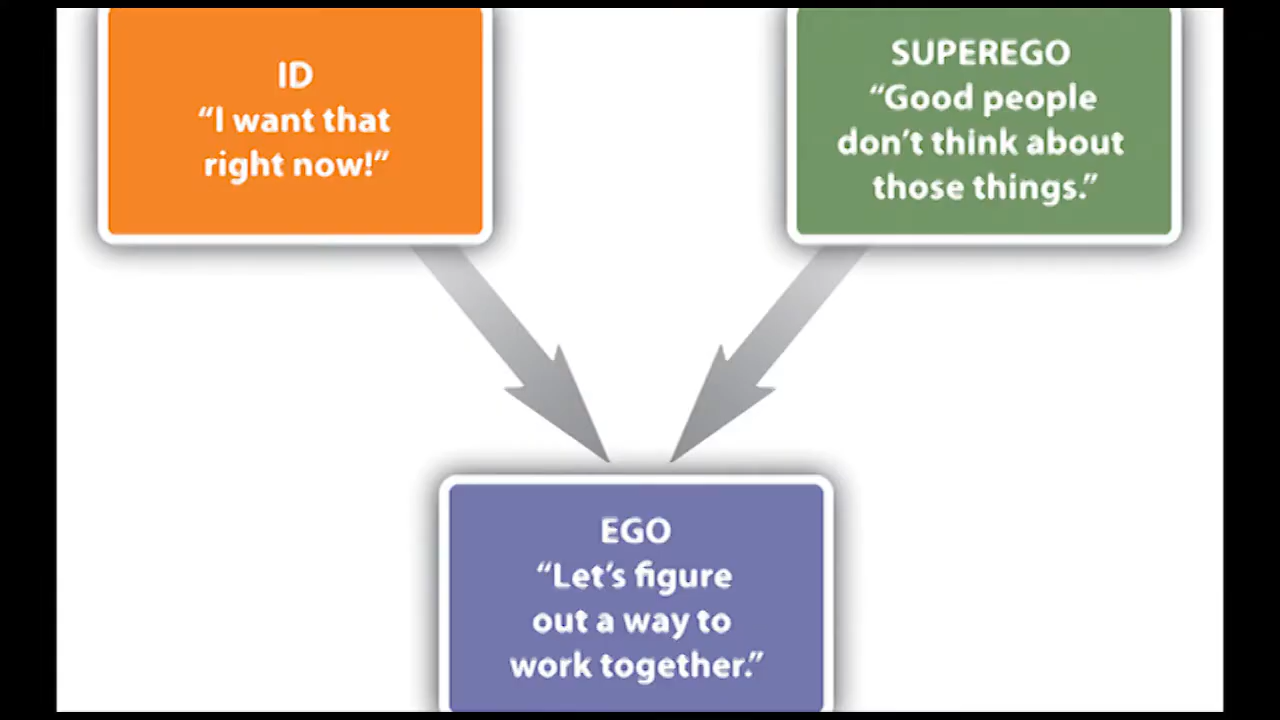 ID
“I want that
right now!”
SUPEREGO
“Good people
don’t think about
those things.”
EGO
“Let’s figure
out a way to
work together.”